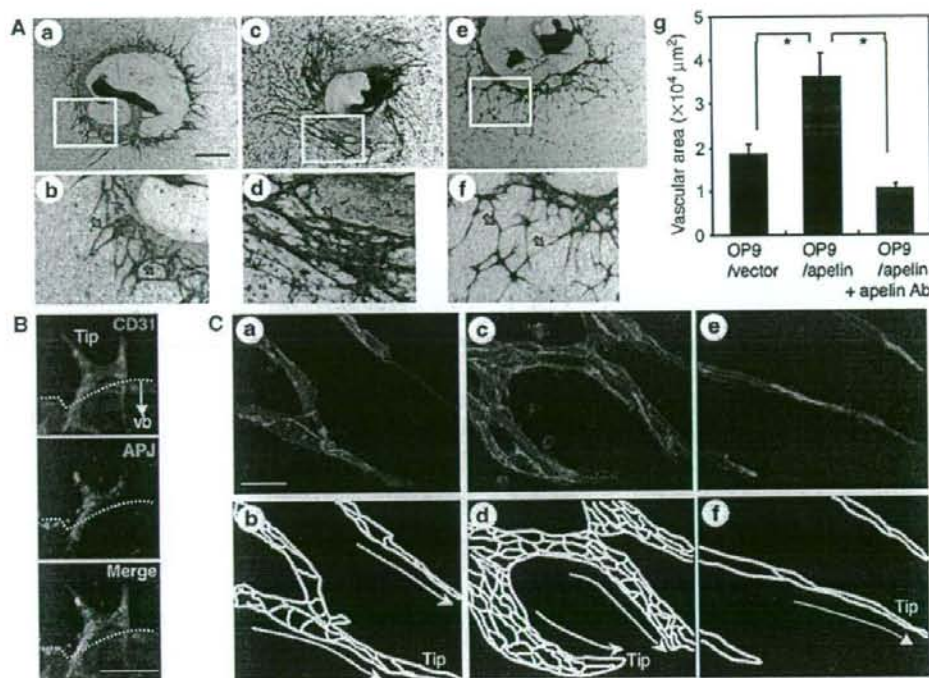 A
a
c
e
b
d
f
g
Vascular area (×10⁴ μm²)
5
4
3
2
1
0
*
*
OP9
/vector
OP9
/apelin
OP9
/apelin
+ apelin Ab
B
CD31
Tip
vb
APJ
Merge
C
a
c
e
b
d
f
Tip
Tip
Tip